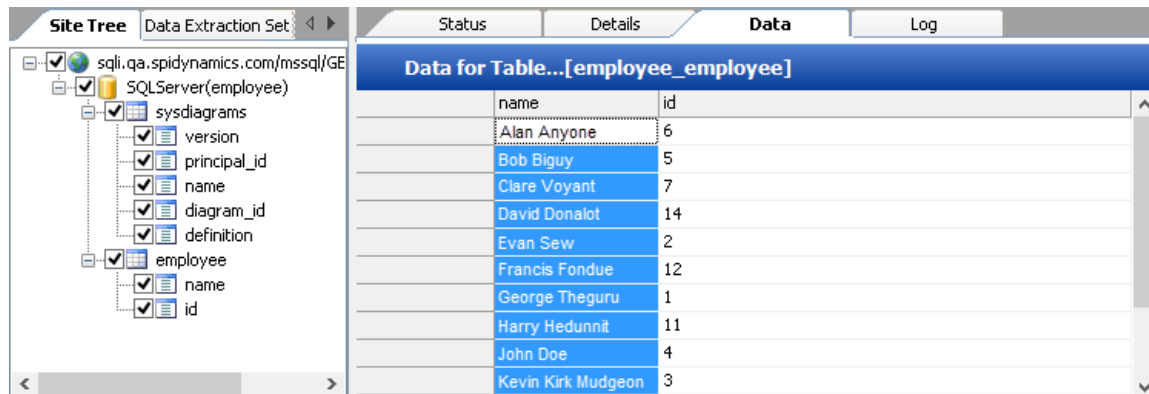 Site Tree
Data Extraction Set
sqli.qa.spidynamics.com/mssql/GE
SQLServer(employee)
sysdiagrams
version
principal_id
name
diagram_id
definition
employee
name
id
Status Details Data Log
Data for Table...[employee_employee]
name id
Alan Anyone 6
Bob Biguy 5
Clare Voyant 7
David Donalot 14
Evan Sew 2
Francis Fondue 12
George Theguru 1
Harry Hedunnit 11
John Doe 4
Kevin Kirk Mudgeon 3